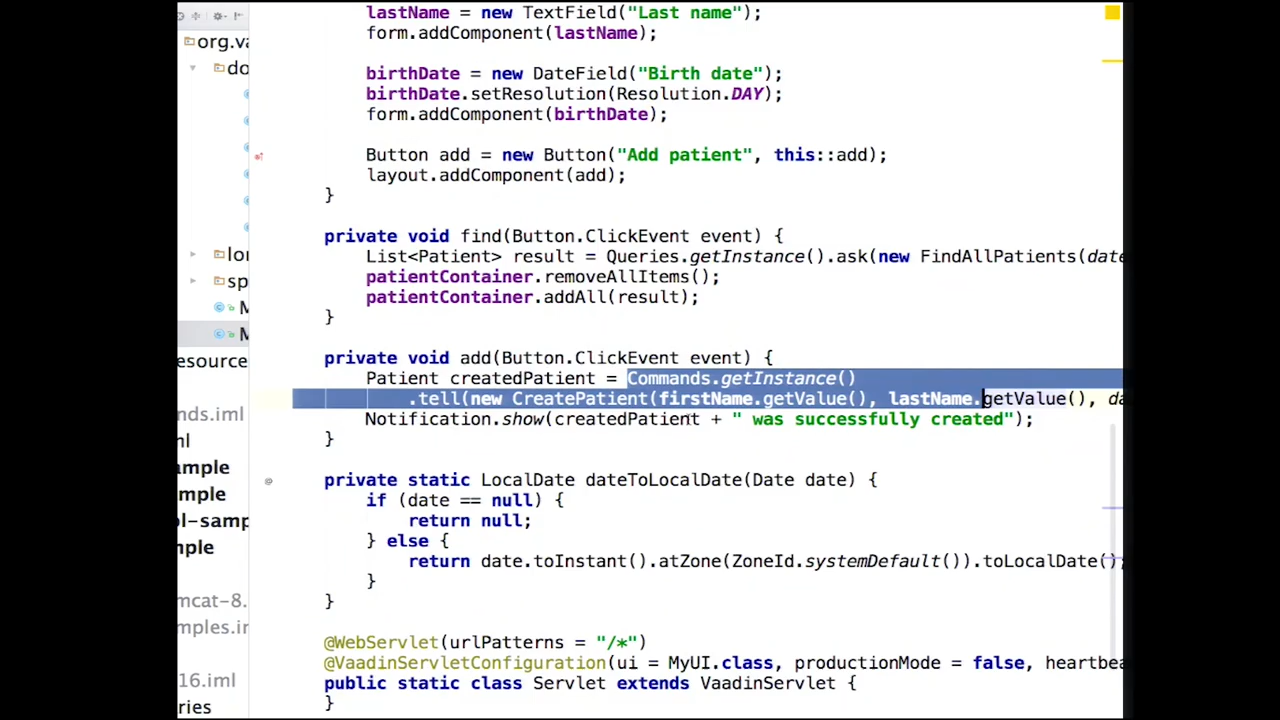 lastName = new TextField("Last name");
form.addComponent(lastName);
org.va
do
birthDate = new DateField("Birth date");
birthDate.setResolution(Resolution.DAY);
form.addComponent(birthDate);
Button add = new Button("Add patient", this::add);
layout.addComponent(add);
}
private void find(Button.ClickEvent event) {
List<Patient> result = Queries.getInstance().ask(new FindAllPatients(date
lor
patientContainer.removeAllItems();
sp
patientContainer.addAll(result);
M
}
M
private void add(Button.ClickEvent event) {
esource
Patient createdPatient = Commands.getInstance()
.tell(new CreatePatient(firstName.getValue(), lastName.getValue(), da
nds.iml
Notification.show(createdPatient + " was successfully created");
ml
}
ample
private static LocalDate dateToLocalDate(Date date) {
mple
if (date == null) {
ol-samp
return null;
} else {
nple
return date.toInstant().atZone(ZoneId.systemDefault()).toLocalDate();
}
mcat-8.
}
mples.ir
@WebServlet(urlPatterns = "/*")
@VaadinServletConfiguration(ui = MyUI.class, productionMode = false, heartbea
16.iml
public static class Servlet extends VaadinServlet {
ries
}